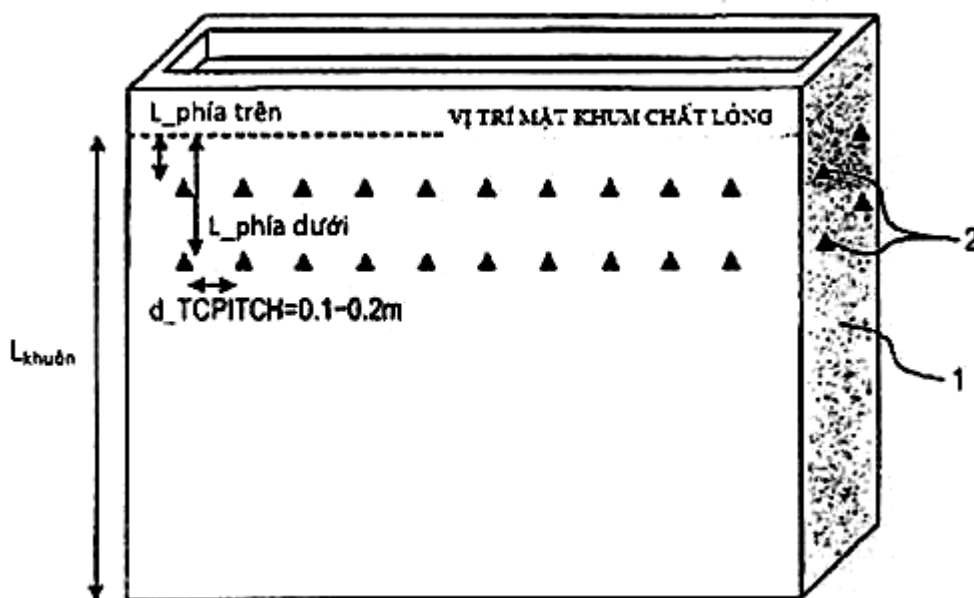 L_phía trên
VỊ TRÍ MẶT KHUM CHẤT LỎNG
L_phía dưới
2
d_TCPITCH=0.1-0.2m
Lkhuôn
1